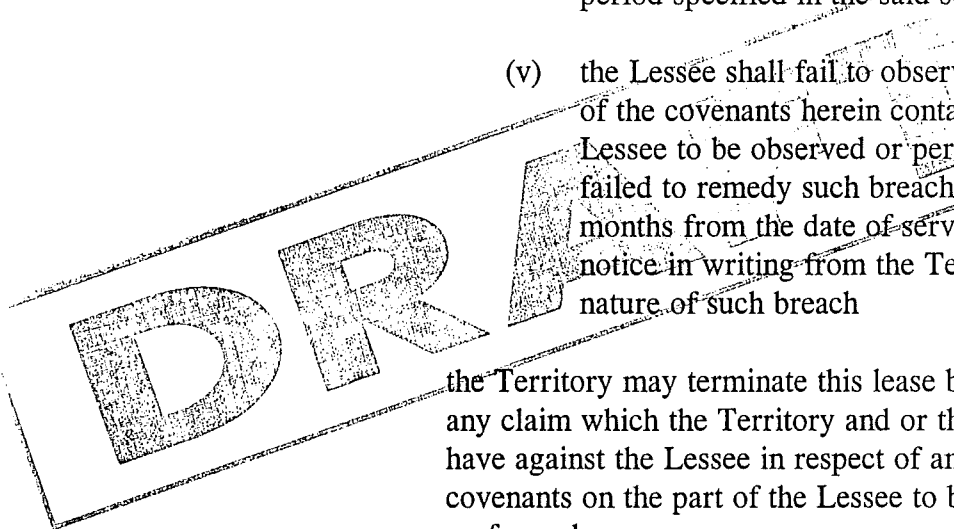 period specified in the said s
(v) the Lessee shall fail to observ
of the covenants herein conta
Lessee to be observed or per
failed to remedy such breach
months from the date of serv
notice in writing from the Te
nature of such breach
the Territory may terminate this lease b
any claim which the Territory and or th
have against the Lessee in respect of an
covenants on the part of the Lessee to b
DRA